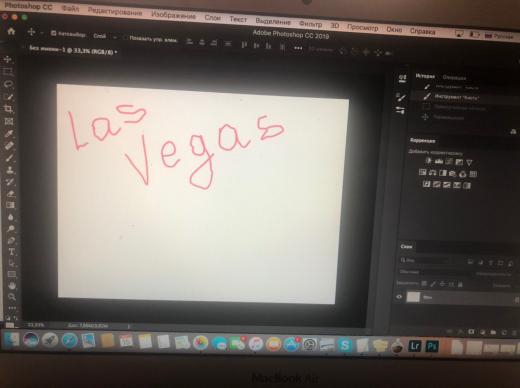 Photoshop CC Файл Редактирование Изображение Слои Текст Выделение Фильтр 3D Просмотр Окно Справка
Русская
Adobe Photoshop CC 2019
Автовыбор: Слой Показать упр. элем.
Без имени-1 @ 33,3% (RGB/8) *
Las
Vegas
История Операции
Инструмент "Кисть"
Коррекция
Добавить корректировку
Слои
Фон
33,33%
Lr Ps
MacBook Air